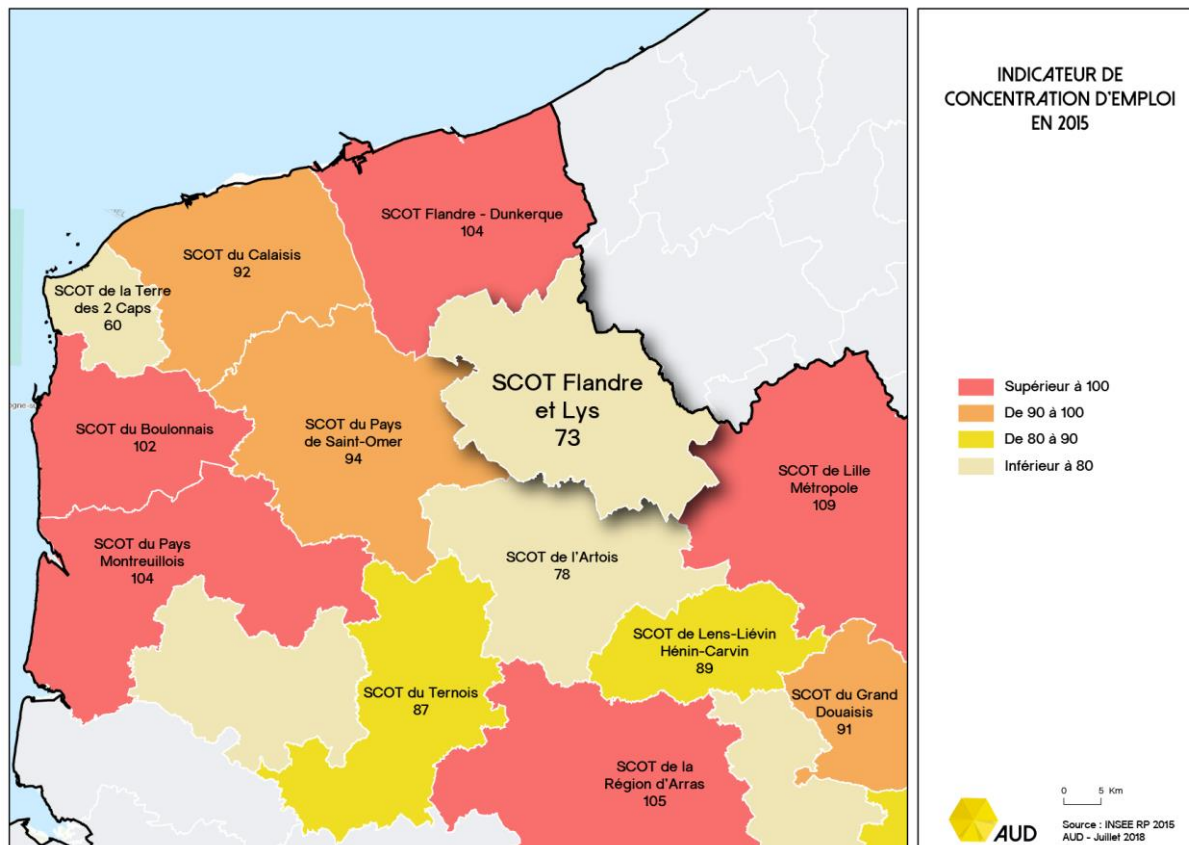 INDICATEUR DE
CONCENTRATION D'EMPLOI
EN 2015
SCOT Flandre - Dunkerque
104
SCOT du Calaisis
92
SCOT de la Terre
des 2 Caps
60
SCOT Flandre
et Lys
73
SCOT du Boulonnais
102
SCOT du Pays
de Saint-Omer
94
SCOT de Lille
Métropole
109
SCOT du Pays
Montreuillois
104
SCOT de l'Artois
78
SCOT de Lens-Liévin
Hénin-Carvin
89
SCOT du Ternois
87
SCOT du Grand
Douaisis
91
SCOT de la
Région d'Arras
105
Supérieur à 100
De 90 à 100
De 80 à 90
Inférieur à 80
0 5 Km
AUD
Source : INSEE RP 2015
AUD - Juillet 2018